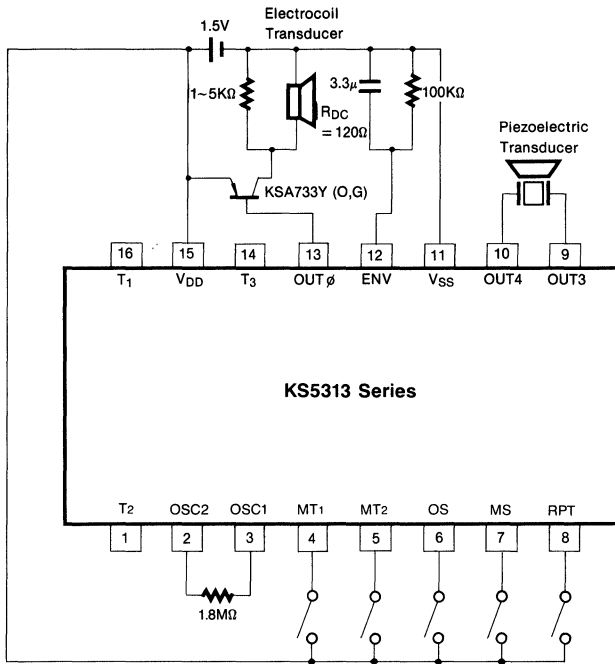 Electrocoil
Transducer
1.5V
1~5KΩ
RDC
= 120Ω
3.3μ
100KΩ
Piezoelectric
Transducer
KSA733Y (O,G)
16 15 14 13 12 11 10 9
T1 VDD T3 OUTø ENV VSS OUT4 OUT3
KS5313 Series
T2 OSC2 OSC1 MT1 MT2 OS MS RPT
1 2 3 4 5 6 7 8
1.8MΩ